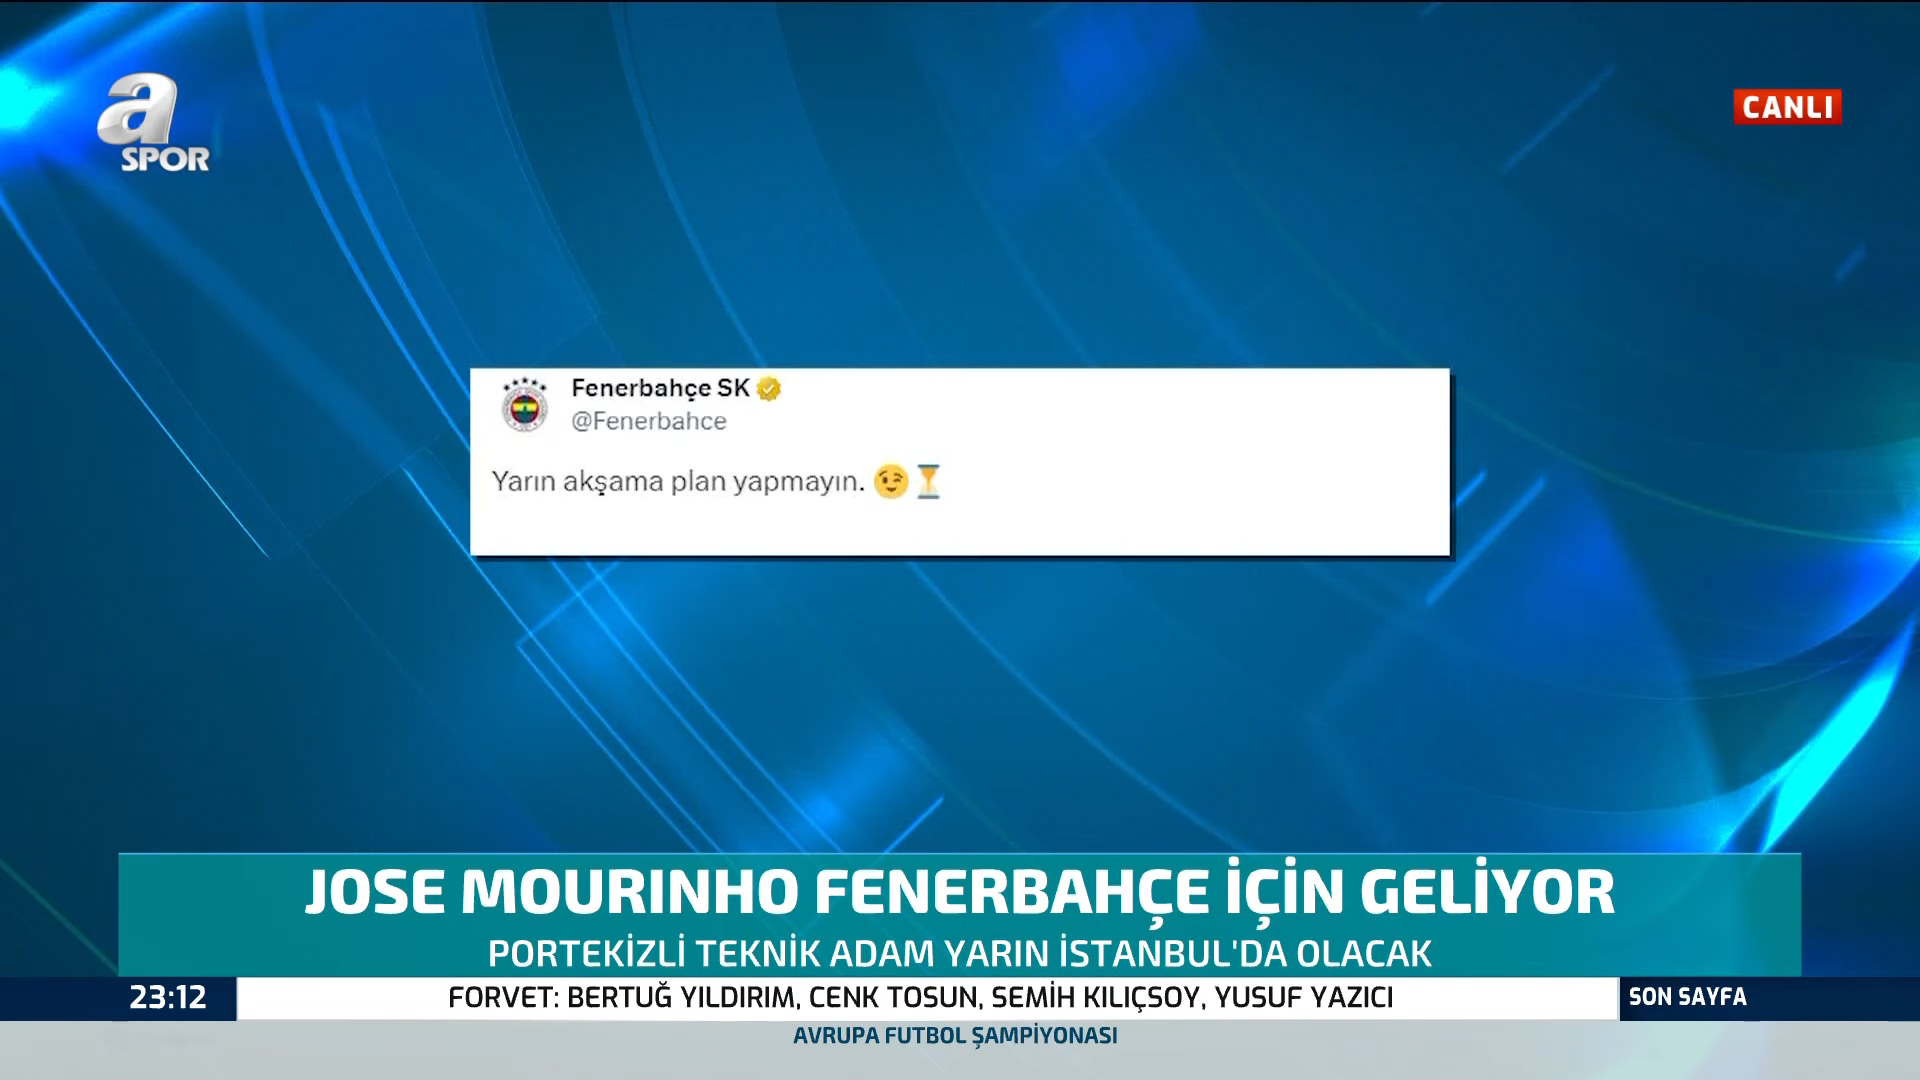 a
SPOR
CANLI
Fenerbahçe SK
@Fenerbahce
Yarın akşama plan yapmayın. 😉⏳
JOSE MOURINHO FENERBAHÇE İÇİN GELİYOR
PORTEKİZLİ TEKNİK ADAM YARIN İSTANBUL'DA OLACAK
23:12
FORVET: BERTUĞ YILDIRIM, CENK TOSUN, SEMİH KILIÇSOY, YUSUF YAZICI
SON SAYFA
AVRUPA FUTBOL ŞAMPİYONASI